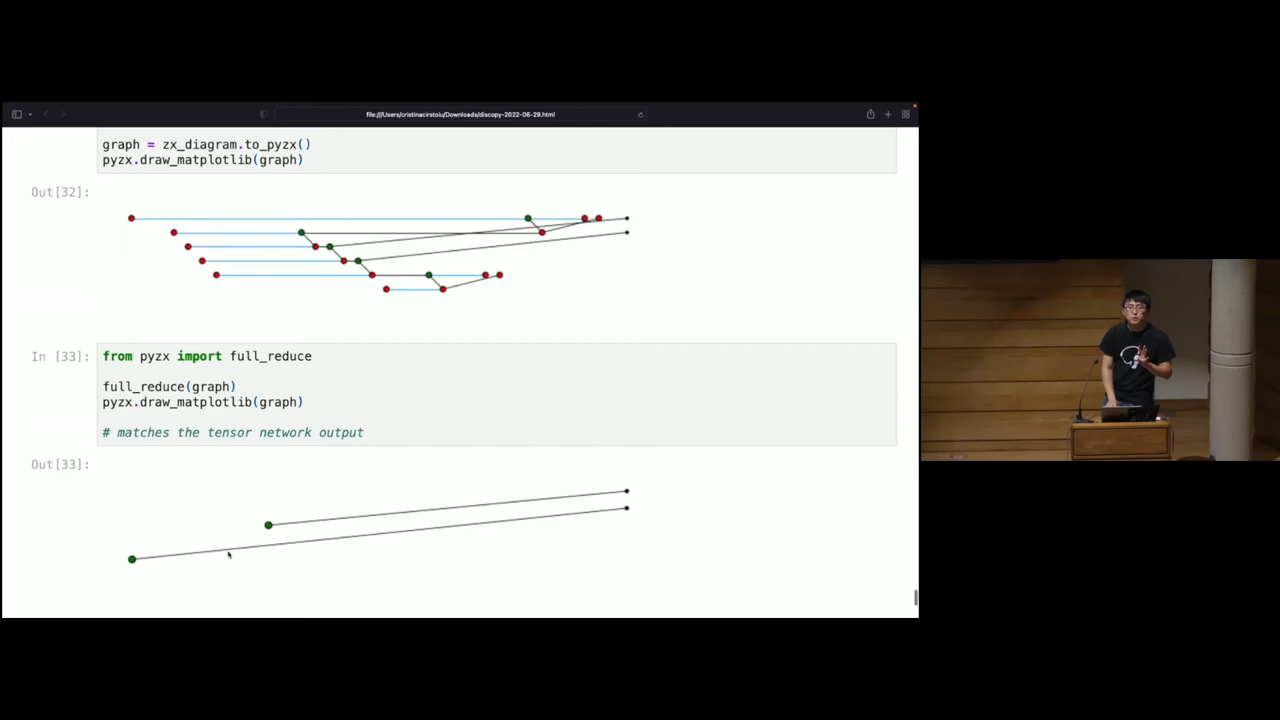 file:///Users/cristinacirstoiu/Downloads/discopy-2022-06-29.html
graph = zx_diagram.to_pyzx()
pyzx.draw_matplotlib(graph)
Out[32]:
In [33]:
from pyzx import full_reduce
full_reduce(graph)
pyzx.draw_matplotlib(graph)
# matches the tensor network output
Out[33]: